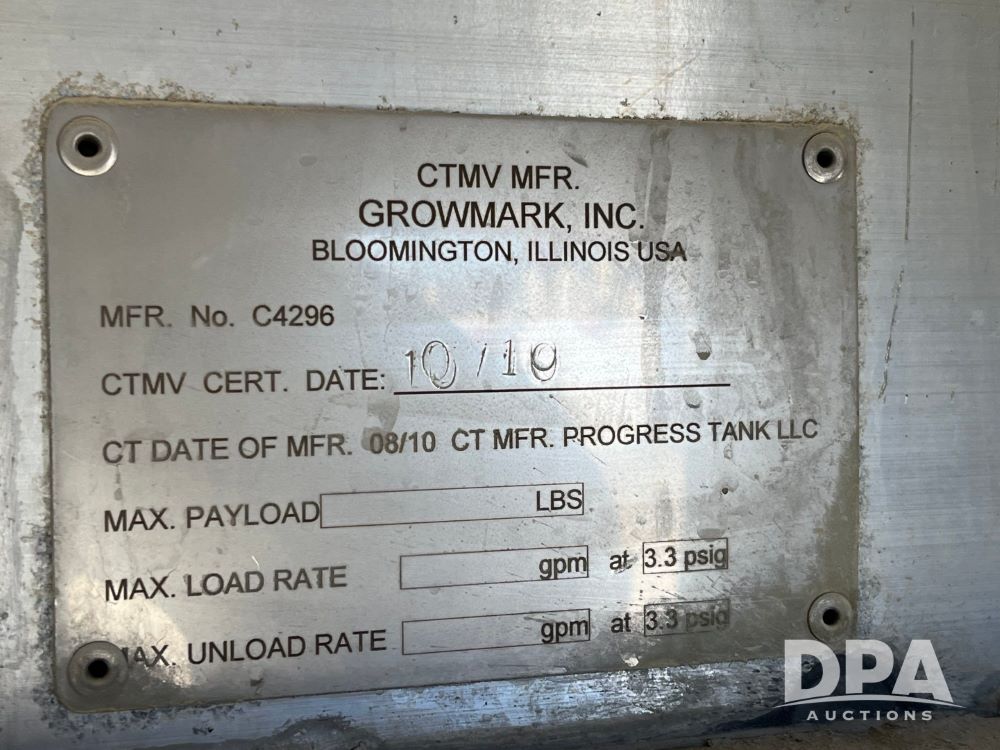 CTMV MFR.
GROWMARK, INC.
BLOOMINGTON, ILLINOIS USA
MFR. No. C4296
CTMV CERT. DATE: 10/10
CT DATE OF MFR. 08/10 CT MFR. PROGRESS TANK LLC
MAX. PAYLOAD LBS
MAX. LOAD RATE gpm at 3.3 psig
MAX. UNLOAD RATE gpm at 3.3 psig
DPA
AUCTIONS